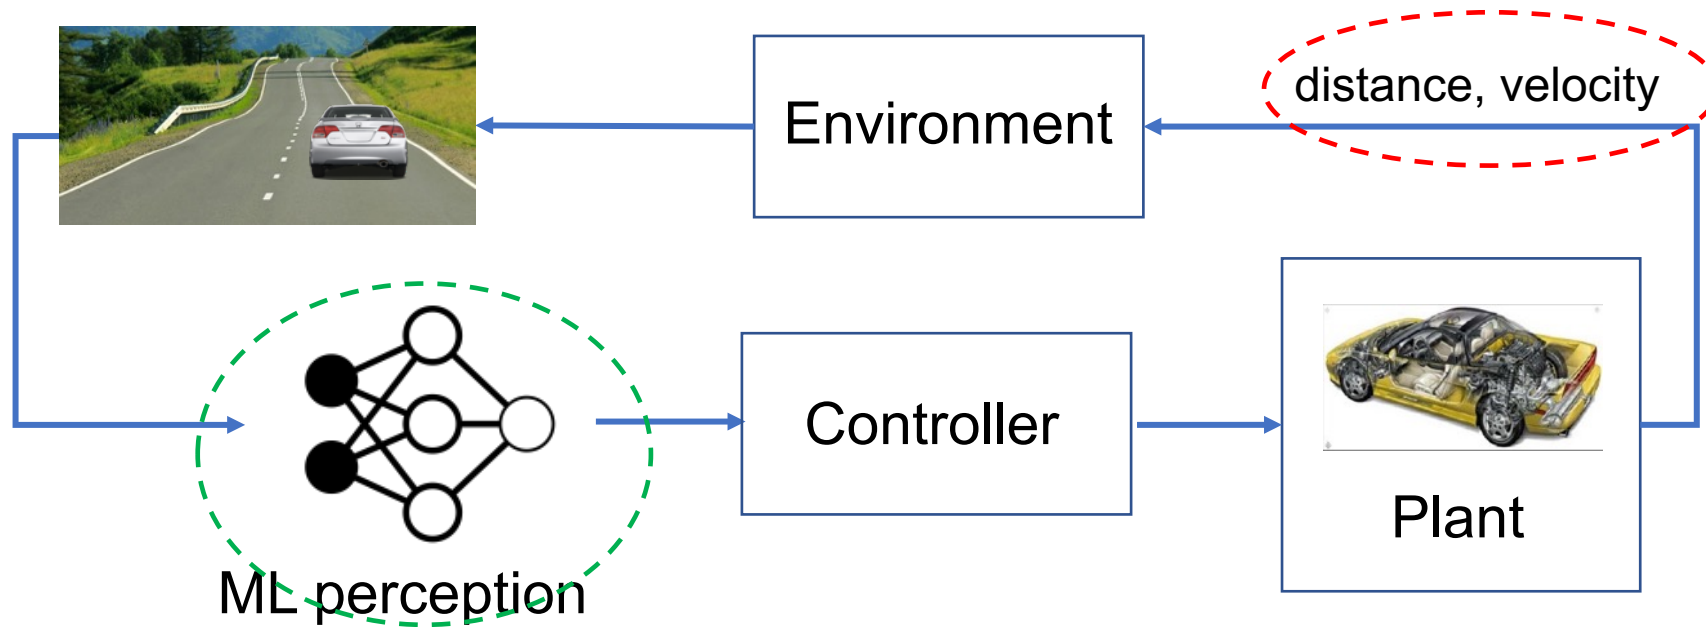 distance, velocity
Environment
Controller
Plant
ML perception